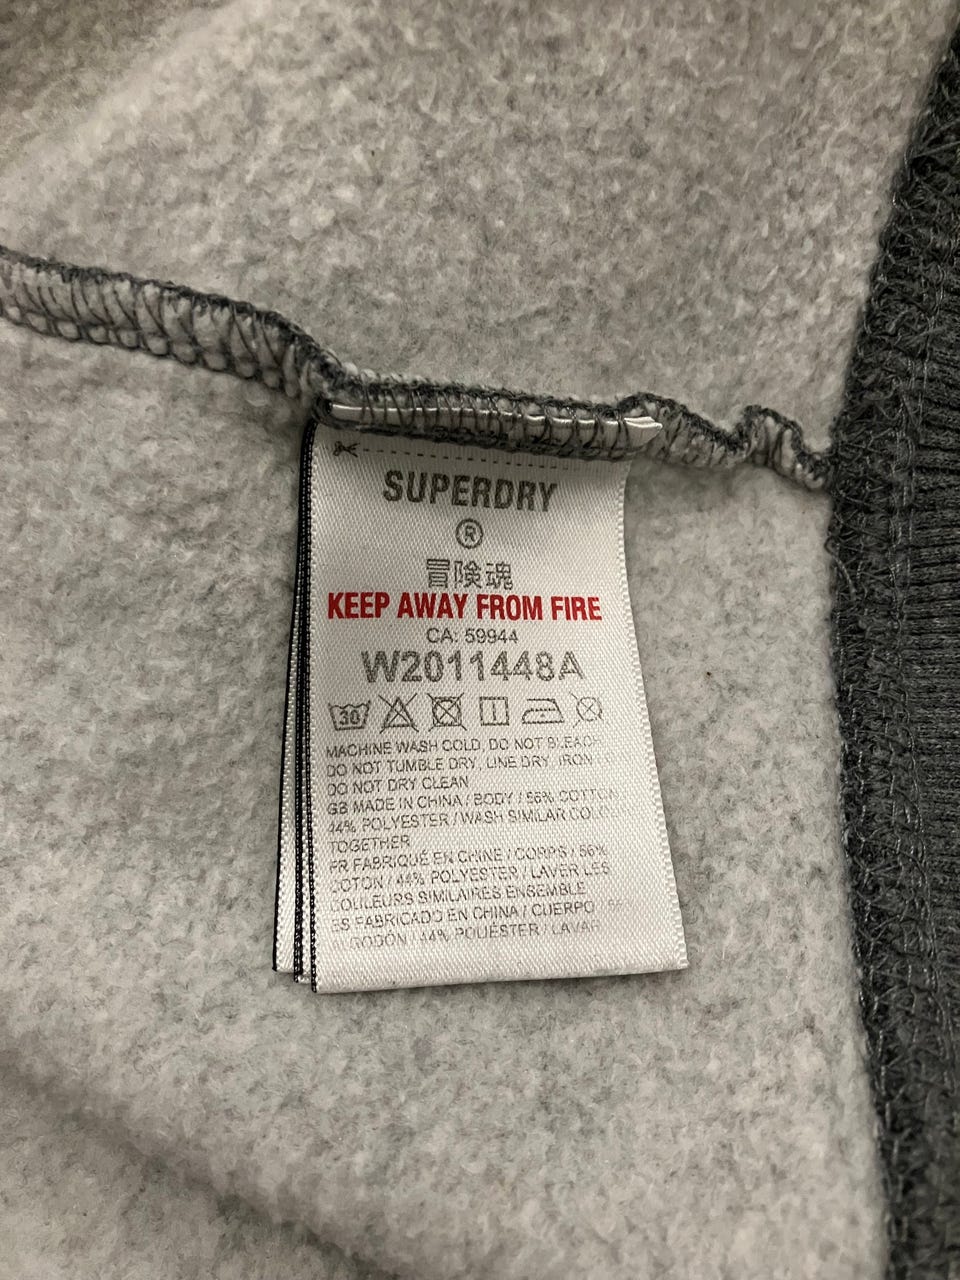 SUPERDRY
®
冒険魂
KEEP AWAY FROM FIRE
CA: 59944
W2011448A
30
MACHINE WASH COLD, DO NOT BLEACH
DO NOT TUMBLE DRY, LINE DRY, IRON
DO NOT DRY CLEAN
GB MADE IN CHINA / BODY / 56% COTTON
44% POLYESTER / WASH SIMILAR
TOGETHER
FR FABRIQUÉ EN CHINE / CORPS / 56%
COTON / 44% POLYESTER / LAVER LES
COULEURS SIMILAIRES ENSEMBLE
ES FABRICADO EN CHINA / CUERPO
ALGODÓN / 44% POLIÉSTER / LAVAR